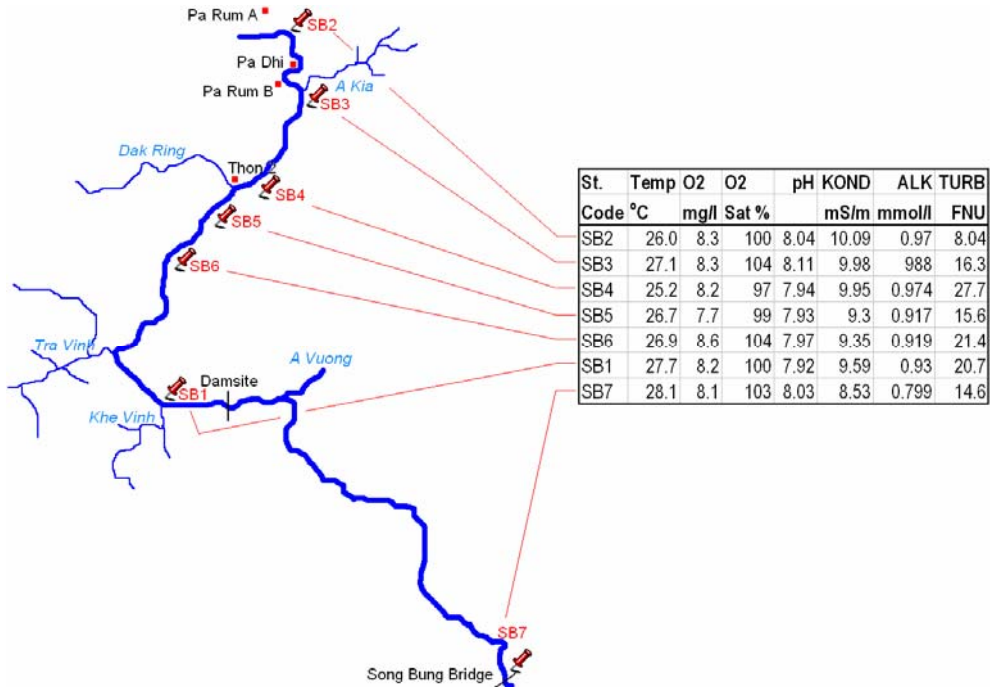 Pa Rum A
SB2
Pa Dhi
Pa Rum B
A Kia
SB3
Dak Ring
Thon 2
SB4
SB5
SB6
Tra Vinh
A Vuong
SB1
Damsite
Khe Vinh
SB7
Song Bung Bridge
St. Temp O2 O2 pH KOND ALK TURB
Code °C mg/l Sat % mS/m mmol/l FNU
SB2 26.0 8.3 100 8.04 10.09 0.97 8.04
SB3 27.1 8.3 104 8.11 9.98 988 16.3
SB4 25.2 8.2 97 7.94 9.95 0.974 27.7
SB5 26.7 7.7 99 7.93 9.3 0.917 15.6
SB6 26.9 8.6 104 7.97 9.35 0.919 21.4
SB1 27.7 8.2 100 7.92 9.59 0.93 20.7
SB7 28.1 8.1 103 8.03 8.53 0.799 14.6